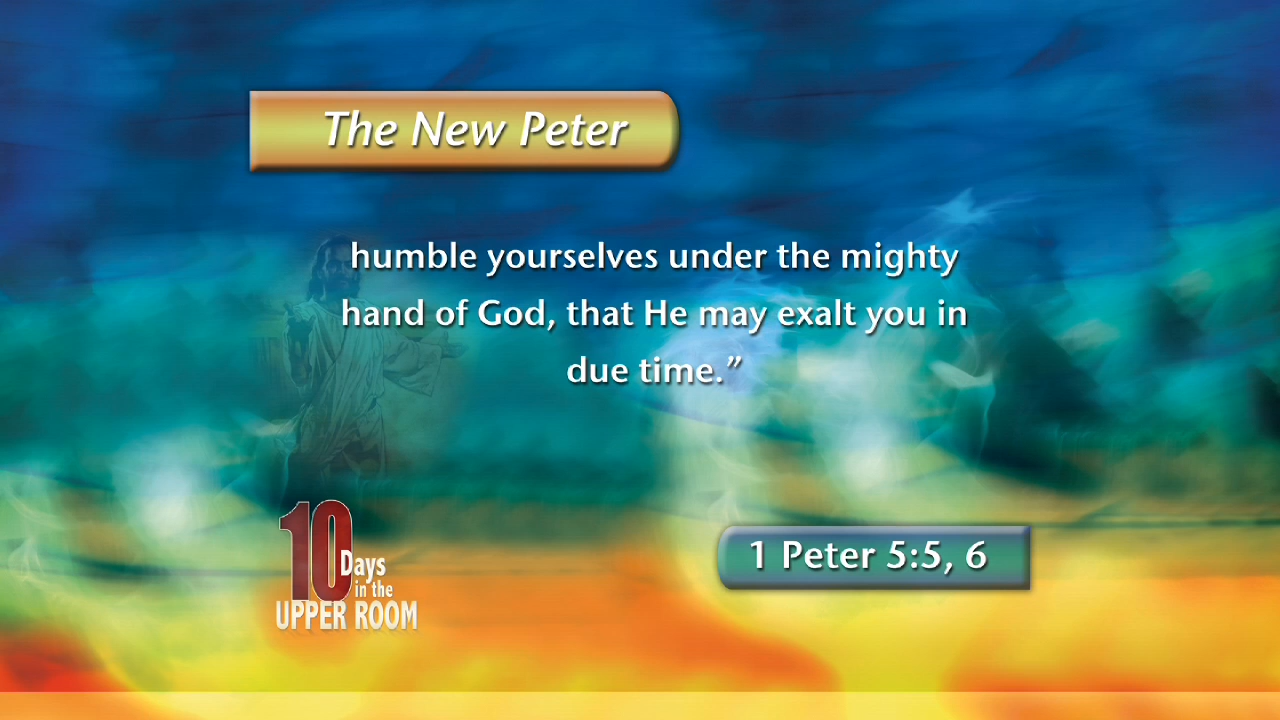 The New Peter
humble yourselves under the mighty
hand of God, that He may exalt you in
due time.”
10
Days
in the
UPPER ROOM
1 Peter 5:5, 6